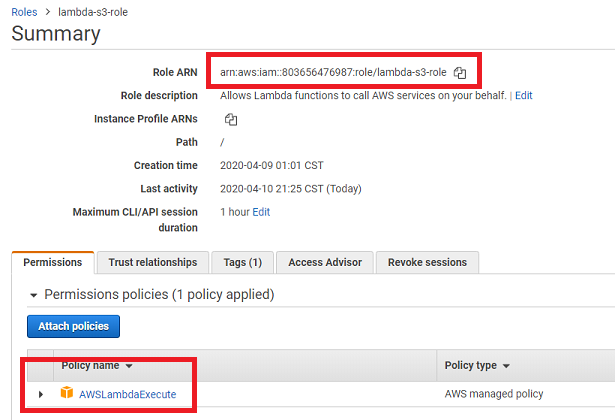 Roles > lambda-s3-role
Summary
Role ARN arn:aws:iam::803656476987:role/lambda-s3-role
Role description Allows Lambda functions to call AWS services on your behalf. | Edit
Instance Profile ARNs
Path /
Creation time 2020-04-09 01:01 CST
Last activity 2020-04-10 21:25 CST (Today)
Maximum CLI/API session 1 hour Edit
duration
Permissions Trust relationships Tags (1) Access Advisor Revoke sessions
Permissions policies (1 policy applied)
Attach policies
Policy name Policy type
AWSLambdaExecute AWS managed policy